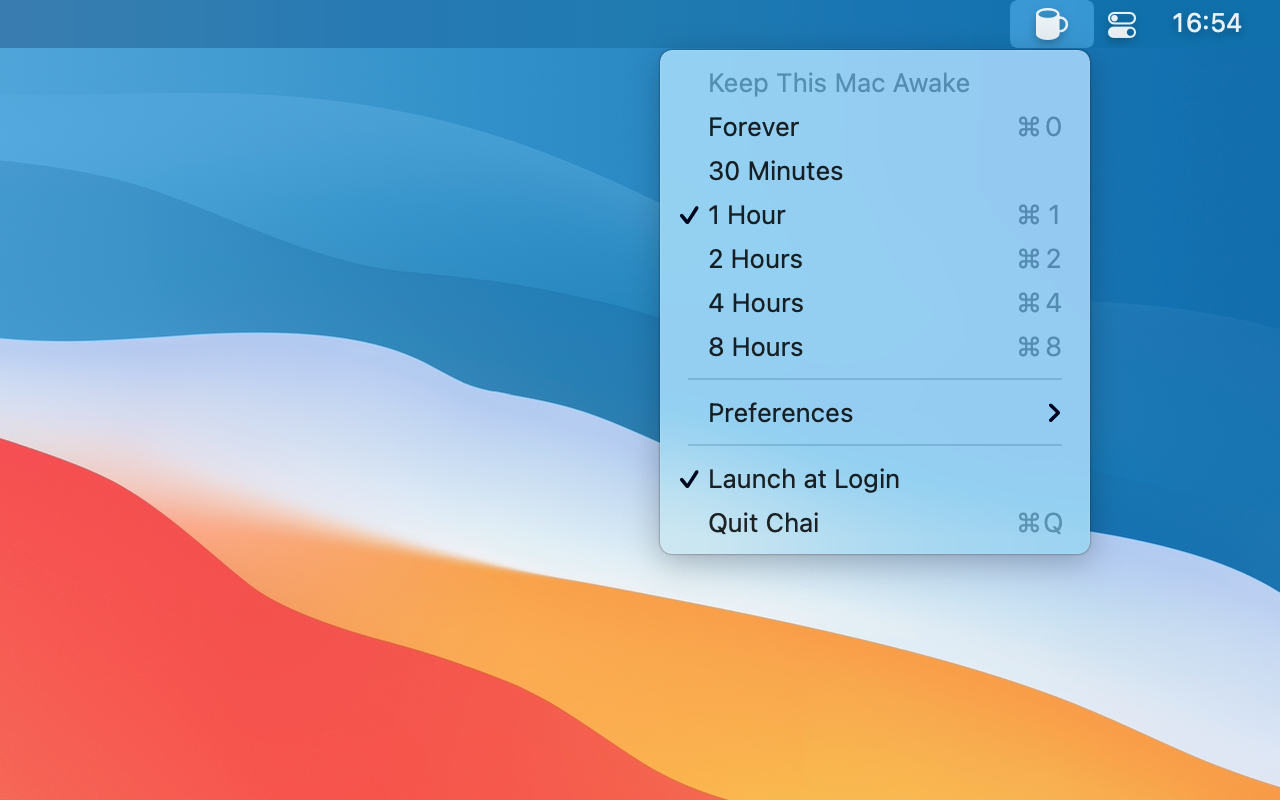 16:54
Keep This Mac Awake
Forever ⌘0
30 Minutes
✓ 1 Hour ⌘1
2 Hours ⌘2
4 Hours ⌘4
8 Hours ⌘8
Preferences
✓ Launch at Login
Quit Chai ⌘Q